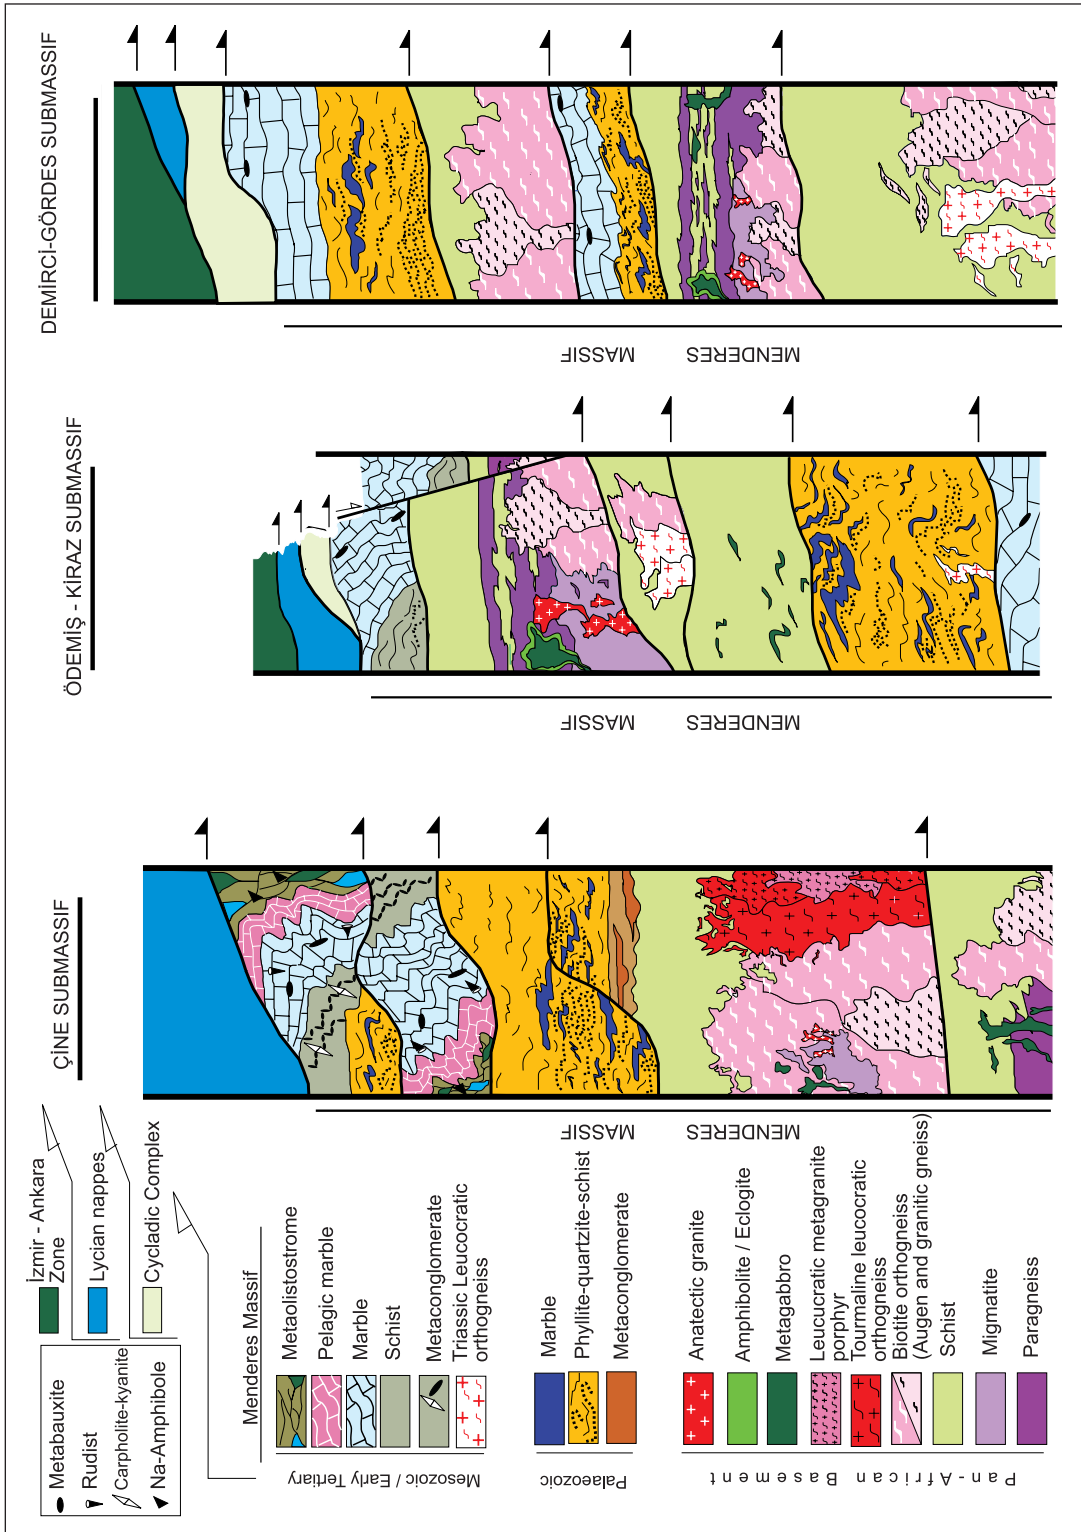 DEMİRCİ-GÖRDES SUBMASSIF
MENDERES MASSIF
ÖDEMİŞ - KİRAZ SUBMASSIF
MENDERES MASSIF
ÇİNE SUBMASSIF
MENDERES MASSIF
İzmir - Ankara
Zone
Lycian nappes
Cycladic Complex
Metabauxite
Rudist
Carpholite-kyanite
Na-Amphibole
Menderes Massif
Metaolistostrome
Pelagic marble
Marble
Schist
Metaconglomerate
Triassic Leucocratic
orthogneiss
Mesozoic / Early Tertiary
Marble
Phyllite-quartzite-schist
Metaconglomerate
Palaeozoic
Anatectic granite
Amphibolite / Eclogite
Metagabbro
Leucucratic metagranite
porphyr
Tourmaline leucocratic
orthogneiss
Biotite orthogneiss
(Augen and granitic gneiss)
Schist
Migmatite
Paragneiss
Pan-African Basement